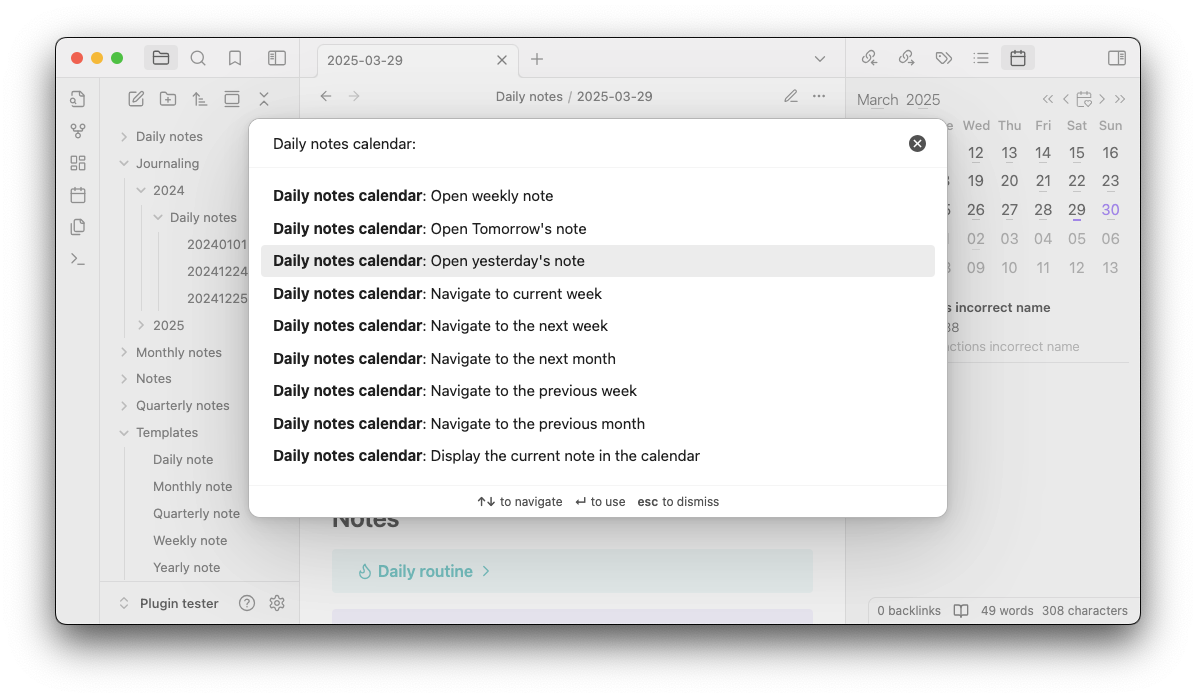 2025-03-29
Daily notes / 2025-03-29
Daily notes
Journaling
2024
Daily notes
20240101
20241224
20241225
2025
Monthly notes
Notes
Quarterly notes
Templates
Daily note
Monthly note
Quarterly note
Weekly note
Yearly note
Plugin tester
Daily notes calendar:
Daily notes calendar: Open weekly note
Daily notes calendar: Open Tomorrow's note
Daily notes calendar: Open yesterday's note
Daily notes calendar: Navigate to current week
Daily notes calendar: Navigate to the next week
Daily notes calendar: Navigate to the next month
Daily notes calendar: Navigate to the previous week
Daily notes calendar: Navigate to the previous month
Daily notes calendar: Display the current note in the calendar
↑↓ to navigate ↵ to use esc to dismiss
Notes
Daily routine
March 2025
Wed Thu Fri Sat Sun
12 13 14 15 16
19 20 21 22 23
26 27 28 29 30
02 03 04 05 06
09 10 11 12 13
incorrect name
incorrect name
0 backlinks 49 words 308 characters